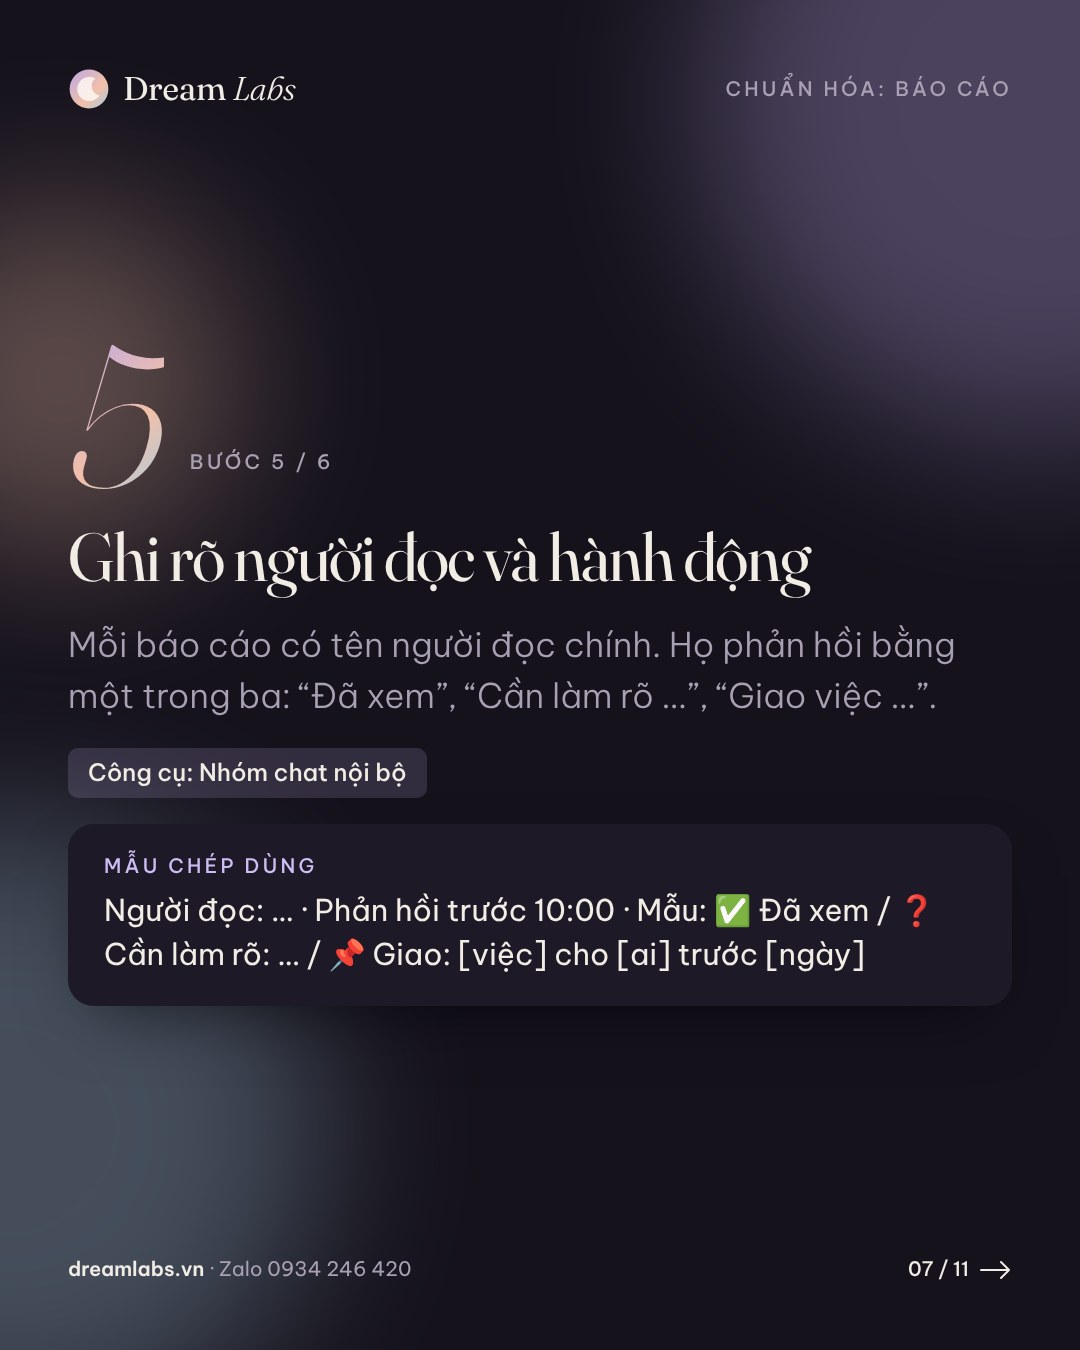 Dream Labs
CHUẨN HÓA: BÁO CÁO
5
BƯỚC 5 / 6
Ghi rõ người đọc và hành động
Mỗi báo cáo có tên người đọc chính. Họ phản hồi bằng
một trong ba: “Đã xem”, “Cần làm rõ ...”, “Giao việc ...”.
Công cụ: Nhóm chat nội bộ
MẪU CHÉP DÙNG
Người đọc: ... · Phản hồi trước 10:00 · Mẫu: ✅ Đã xem / ❓
Cần làm rõ: ... / 📌 Giao: [việc] cho [ai] trước [ngày]
dreamlabs.vn · Zalo 0934 246 420
07 / 11 →